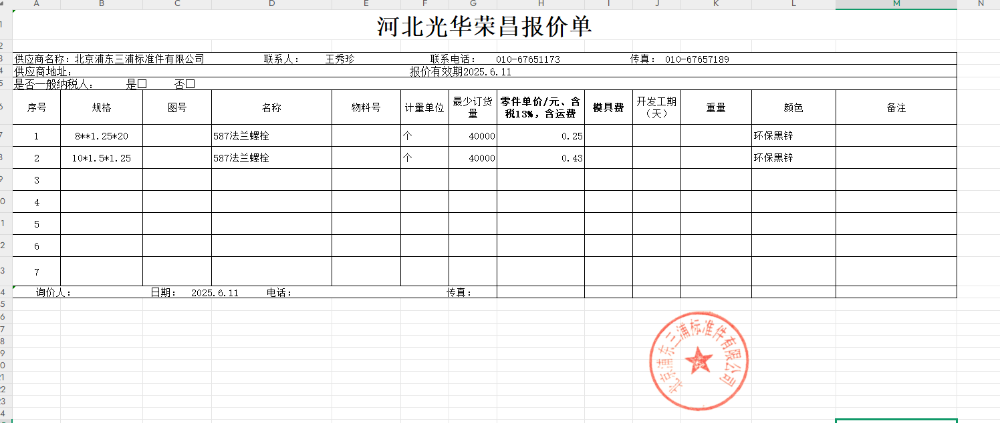 A B C D E F G H I J K L M N
河北光华荣昌报价单
供应商名称：北京浦东三浦标准件有限公司 联系人： 王秀珍 联系电话： 010-67651173 传真： 010-67657189
供应商地址： 报价有效期2025.6.11
是否一般纳税人： 是□ 否□
序号 规格 图号 名称 物料号 计量单位 最少订货量 零件单价/元、含税13%，含运费 模具费 开发工期（天） 重量 颜色 备注
1 8**1.25*20 587法兰螺栓 个 40000 0.25 环保黑锌
2 10*1.5*1.25 587法兰螺栓 个 40000 0.43 环保黑锌
3
4
5
6
7
询价人： 日期： 2025.6.11 电话： 传真：
北京浦东三浦标准件有限公司